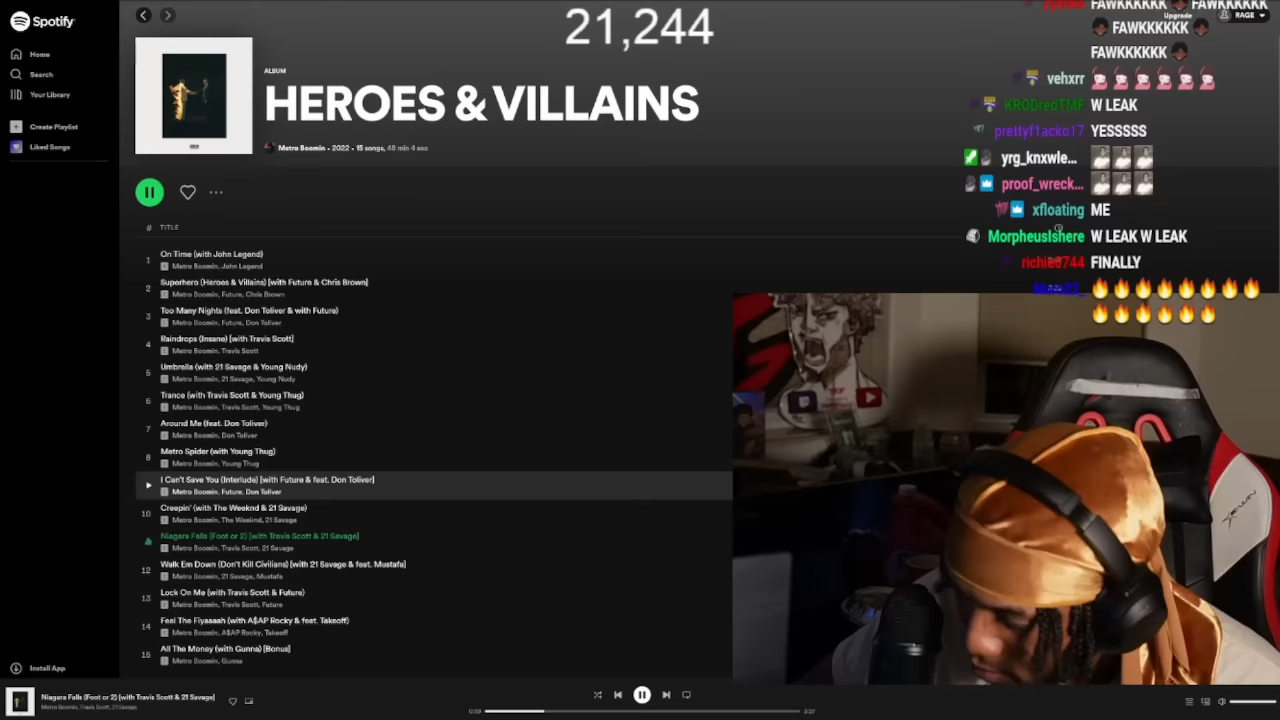 Spotify
Home
Search
Your Library
Create Playlist
Liked Songs
Install App
21,244
Upgrade
RAGE
ALBUM
HEROES & VILLAINS
Metro Boomin • 2022 • 15 songs, 48 min 4 sec
# TITLE
1 On Time (with John Legend)
Metro Boomin, John Legend
2 Superhero (Heroes & Villains) [with Future & Chris Brown]
Metro Boomin, Future, Chris Brown
3 Too Many Nights (feat. Don Toliver & with Future)
Metro Boomin, Future, Don Toliver
4 Raindrops (Insane) [with Travis Scott]
Metro Boomin, Travis Scott
5 Umbrella (with 21 Savage & Young Nudy)
Metro Boomin, 21 Savage, Young Nudy
6 Trance (with Travis Scott & Young Thug)
Metro Boomin, Travis Scott, Young Thug
7 Around Me (feat. Don Toliver)
Metro Boomin, Don Toliver
8 Metro Spider (with Young Thug)
Metro Boomin, Young Thug
I Can't Save You (Interlude) [with Future & feat. Don Toliver]
Metro Boomin, Future, Don Toliver
10 Creepin' (with The Weeknd & 21 Savage)
Metro Boomin, The Weeknd, 21 Savage
Niagara Falls (Foot or 2) [with Travis Scott & 21 Savage]
Metro Boomin, Travis Scott, 21 Savage
12 Walk Em Down (Don't Kill Civilians) [with 21 Savage & feat. Mustafa]
Metro Boomin, 21 Savage, Mustafa
13 Lock On Me (with Travis Scott & Future)
Metro Boomin, Travis Scott, Future
14 Feel The Fiyaaaah (with A$AP Rocky & feat. Takeoff)
Metro Boomin, A$AP Rocky, Takeoff
15 All The Money (with Gunna) [Bonus]
Metro Boomin, Gunna
FAWKKKKKK FAWKKKKKK
FAWKKKKKK
FAWKKKKKK
vehxrr
KRODredTMF W LEAK
prettyf1acko17 YESSSSS
yrg_knxwle...
proof_wreck...
xfloating ME
MorpheusIshere W LEAK W LEAK
richie0744 FINALLY
Niagara Falls (Foot or 2) [with Travis Scott & 21 Savage]
Metro Boomin, Travis Scott, 21 Savage
3:27